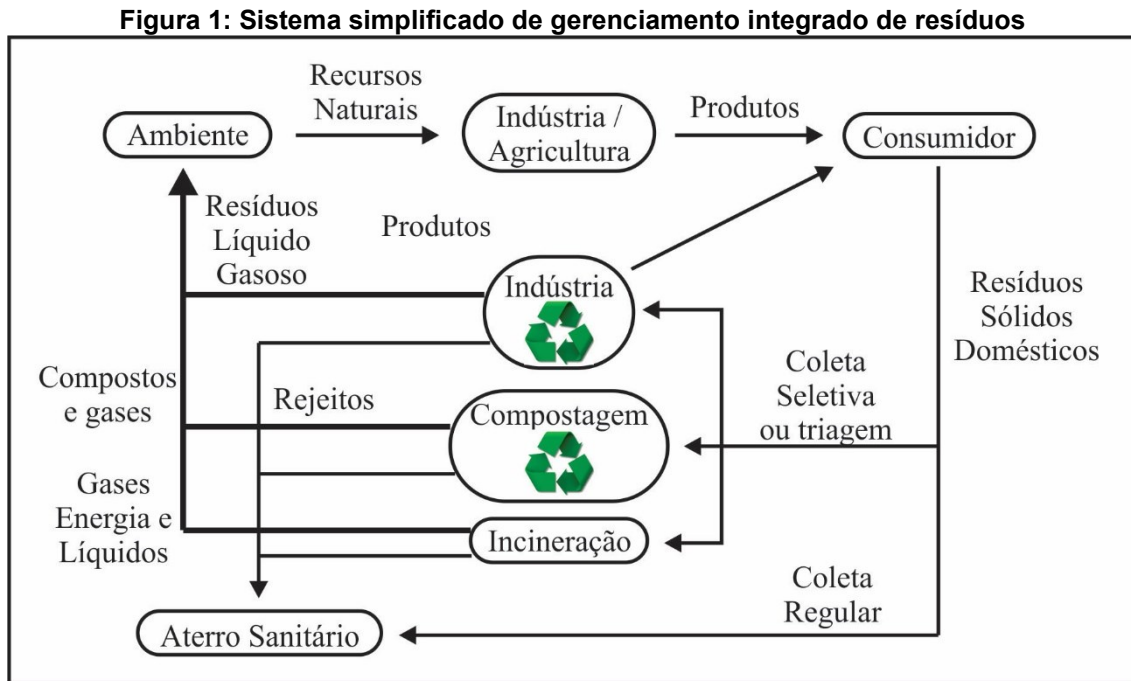 Figura 1: Sistema simplificado de gerenciamento integrado de resíduos
Ambiente
Recursos
Naturais
Indústria /
Agricultura
Produtos
Consumidor
Resíduos
Líquido
Gasoso
Produtos
Indústria
Resíduos
Sólidos
Domésticos
Compostos
e gases
Rejeitos
Compostagem
Coleta
Seletiva
ou triagem
Gases
Energia e
Líquidos
Incineração
Coleta
Regular
Aterro Sanitário